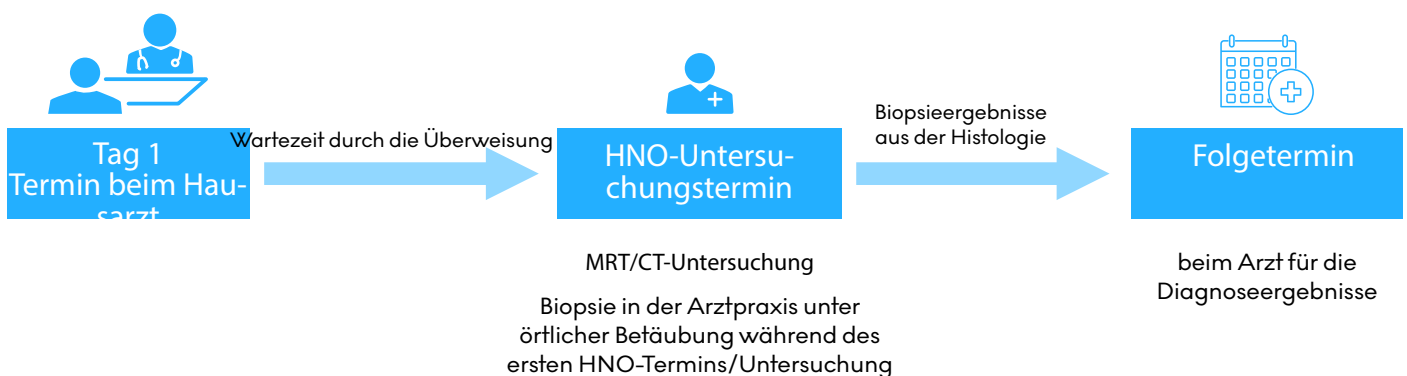 Tag 1
Termin beim Hau-
sarzt
Wartezeit durch die Überweisung
HNO-Untersu-
chungstermin
Biopsieergebnisse
aus der Histologie
Folgetermin
MRT/CT-Untersuchung
Biopsie in der Arztpraxis unter
örtlicher Betäubung während des
ersten HNO-Termins/Untersuchung
beim Arzt für die
Diagnoseergebnisse